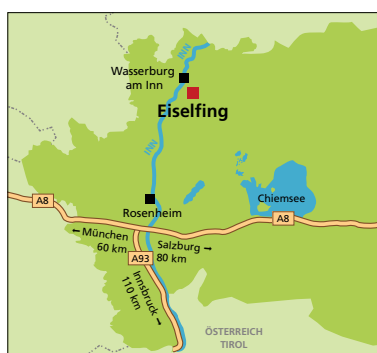 INN
Wasserburg
am Inn
Eiselfing
INN
A8
Rosenheim
Chiemsee
A8
← München
60 km
Salzburg →
80 km
A93
Innsbruck →
110 km
ÖSTERREICH
TIROL